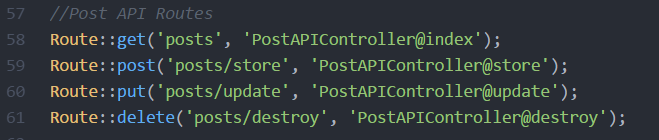 57 //Post API Routes
58 Route::get('posts', 'PostAPIController@index');
59 Route::post('posts/store', 'PostAPIController@store');
60 Route::put('posts/update', 'PostAPIController@update');
61 Route::delete('posts/destroy', 'PostAPIController@destroy');